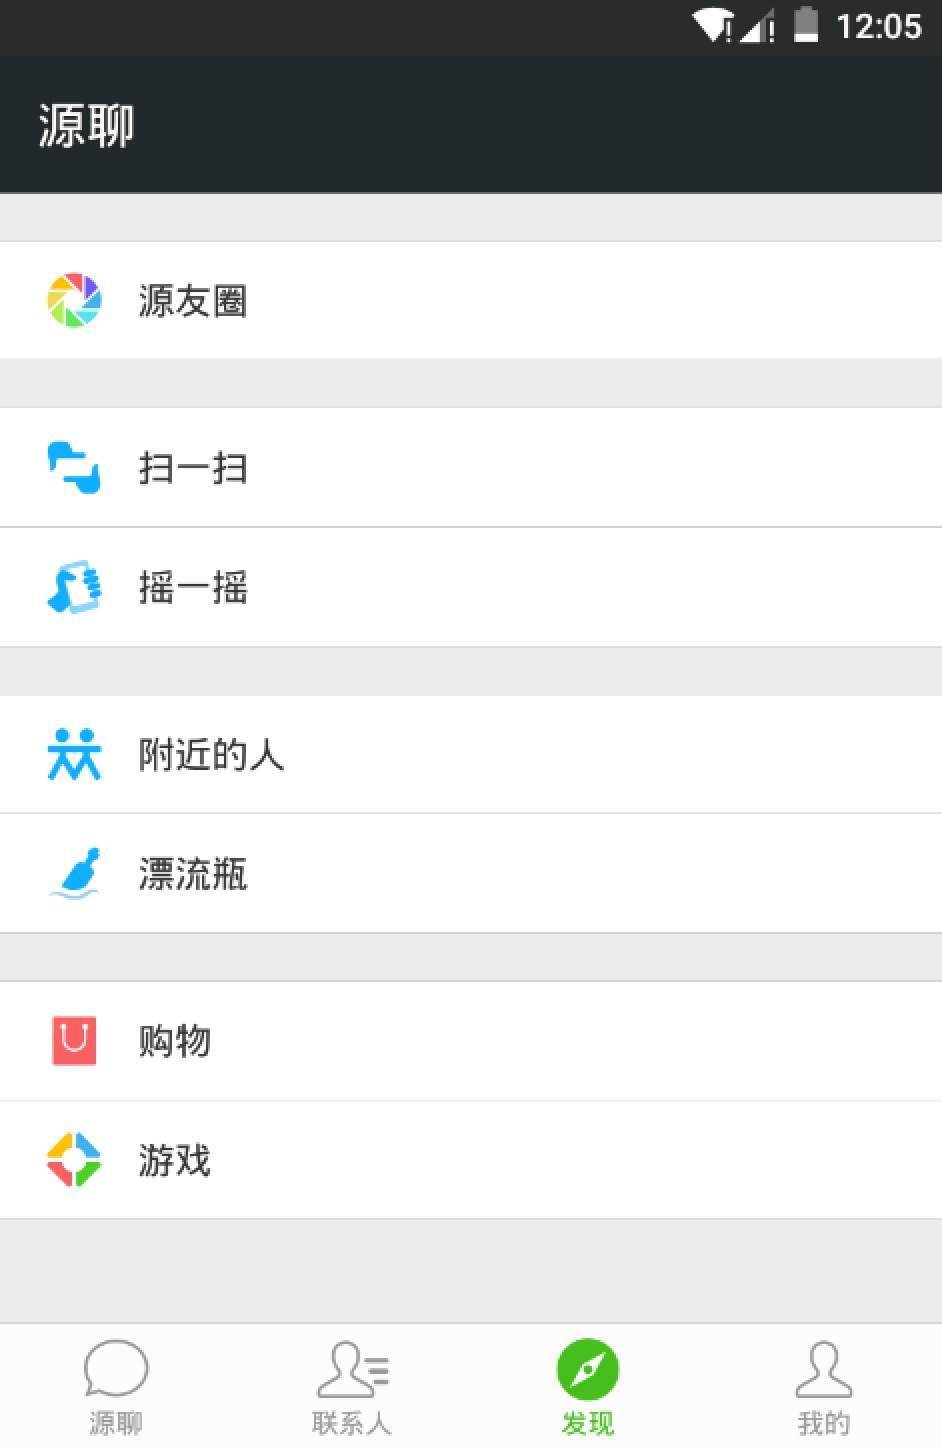 12:05
源聊
源友圈
扫一扫
摇一摇
附近的人
漂流瓶
购物
游戏
源聊 联系人 发现 我的